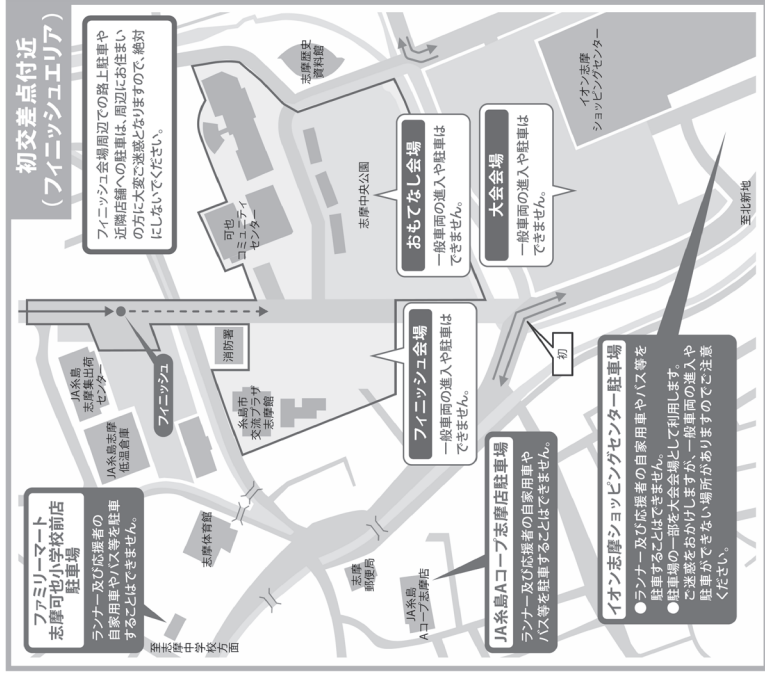 初交差点付近
（フィニッシュエリア）
フィニッシュ会場周辺での路上駐車や
近隣店舗への駐車は、周辺にお住まい
の方に大変ご迷惑となりますので、絶対
にしないでください。
志摩歴史
資料館
イオン志摩
ショッピングセンター
可也
コミュニティ
センター
志摩中央公園
おもてなし会場
一般車両の進入や駐車は
できません。
大会会場
一般車両の進入や駐車は
できません。
至北新地
JA糸島
志摩集出荷
センター
フィニッシュ
消防署
JA糸島志摩
低温倉庫
糸島市
交流プラザ
志摩館
フィニッシュ会場
一般車両の進入や駐車は
できません。
初
ファミリーマート
志摩可也小学校前店
駐車場
ランナー及び応援者の
自家用車やバス等を駐車
することはできません。
志摩体育館
至志摩中学校方面
志摩
郵便局
JA糸島
Aコープ志摩店
JA糸島Aコープ志摩店駐車場
ランナー及び応援者の自家用車や
バス等を駐車することはできません。
イオン志摩ショッピングセンター駐車場
●ランナー及び応援者の自家用車やバス等を
駐車することはできません。
●駐車場の一部を大会会場として利用します。
ご迷惑をおかけしますが、一般車両の進入や
駐車ができない場所がありますのでご注意
ください。